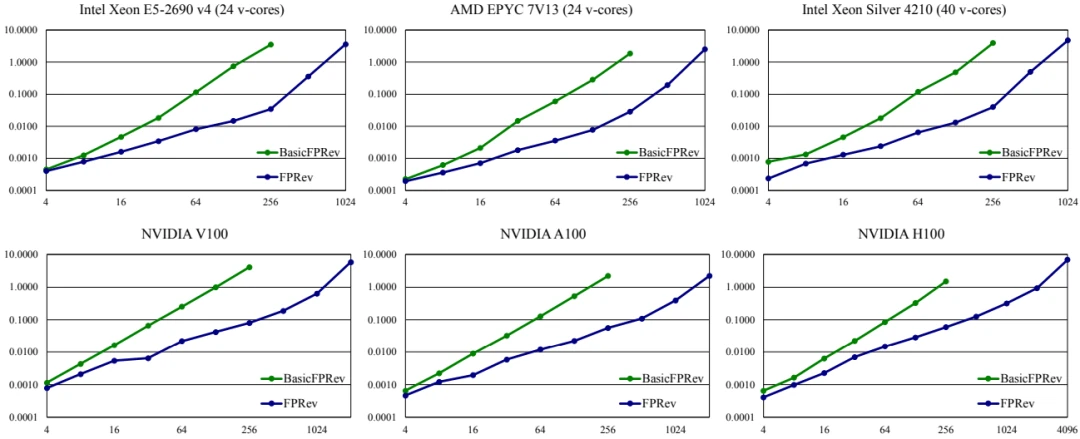 Intel Xeon E5-2690 v4 (24 v-cores)
10.0000
1.0000
0.1000
0.0100
0.0010
0.0001
BasicFPRev
FPRev
4 16 64 256 1024
AMD EPYC 7V13 (24 v-cores)
10.0000
1.0000
0.1000
0.0100
0.0010
0.0001
BasicFPRev
FPRev
4 16 64 256 1024
Intel Xeon Silver 4210 (40 v-cores)
10.0000
1.0000
0.1000
0.0100
0.0010
0.0001
BasicFPRev
FPRev
4 16 64 256 1024
NVIDIA V100
10.0000
1.0000
0.1000
0.0100
0.0010
0.0001
BasicFPRev
FPRev
4 16 64 256 1024
NVIDIA A100
10.0000
1.0000
0.1000
0.0100
0.0010
0.0001
BasicFPRev
FPRev
4 16 64 256 1024
NVIDIA H100
10.0000
1.0000
0.1000
0.0100
0.0010
0.0001
BasicFPRev
FPRev
4 16 64 256 1024 4096